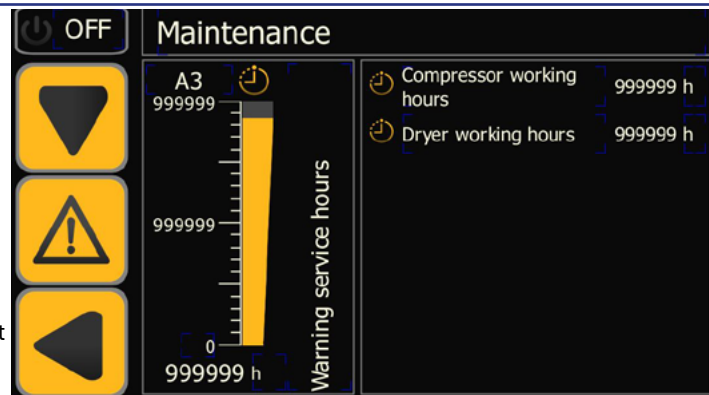 OFF
Maintenance
A3
999999
999999
0
999999 h
Warning service hours
Compressor working
hours
999999 h
Dryer working hours
999999 h
t